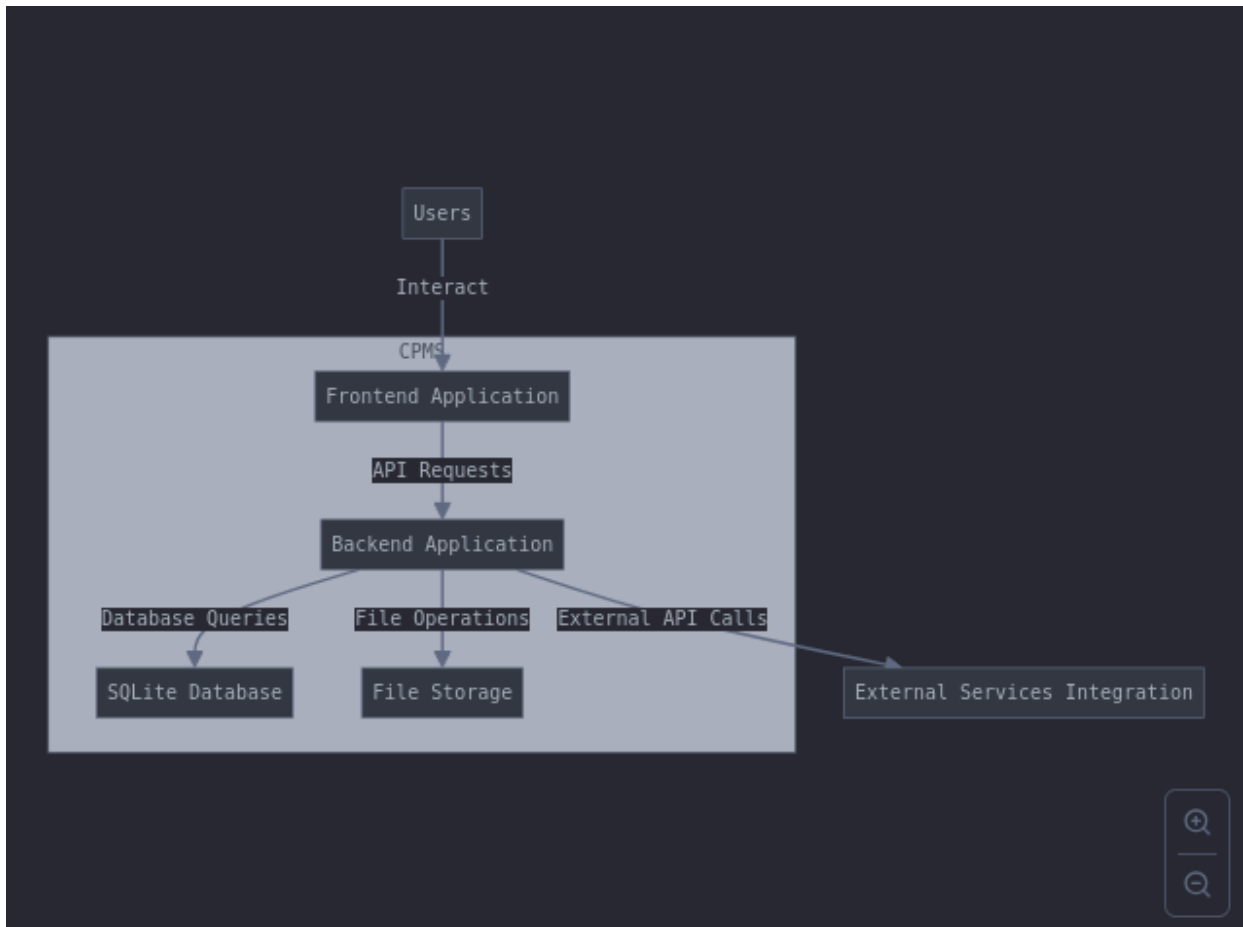 Users
Interact
CPMS
Frontend Application
API Requests
Backend Application
Database Queries
File Operations
External API Calls
SQLite Database
File Storage
External Services Integration